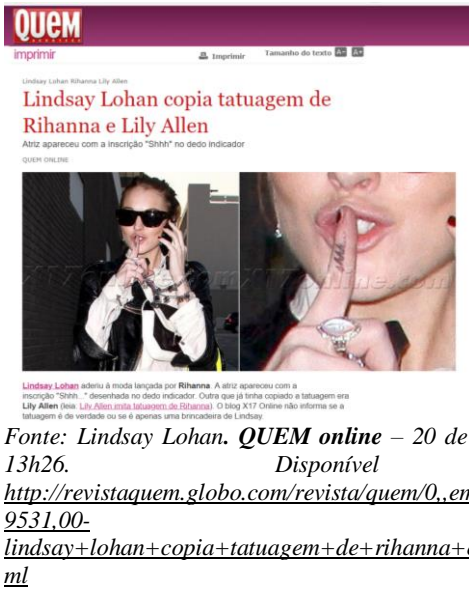 QUEM
imprimir
Imprimir Tamanho do texto A- A+
Lindsay Lohan Rihanna Lily Allen
Lindsay Lohan copia tatuagem de
Rihanna e Lily Allen
Atriz apareceu com a inscrição "Shhh" no dedo indicador
QUEM ONLINE
Lindsay Lohan aderiu à moda lançada por Rihanna. A atriz apareceu com a
inscrição "Shhh..." desenhada no dedo indicador. Outra que já tinha copiado a tatuagem era
Lily Allen (leia: Lily Allen imita tatuagem de Rihanna). O blog X17 Online não informa se a
tatuagem é de verdade ou se é apenas uma brincadeira de Lindsay.
Fonte: Lindsay Lohan. QUEM online – 20 de
13h26. Disponível
http://revistaquem.globo.com/revista/quem/0,,em
9531,00-
lindsay+lohan+copia+tatuagem+de+rihanna+e
ml